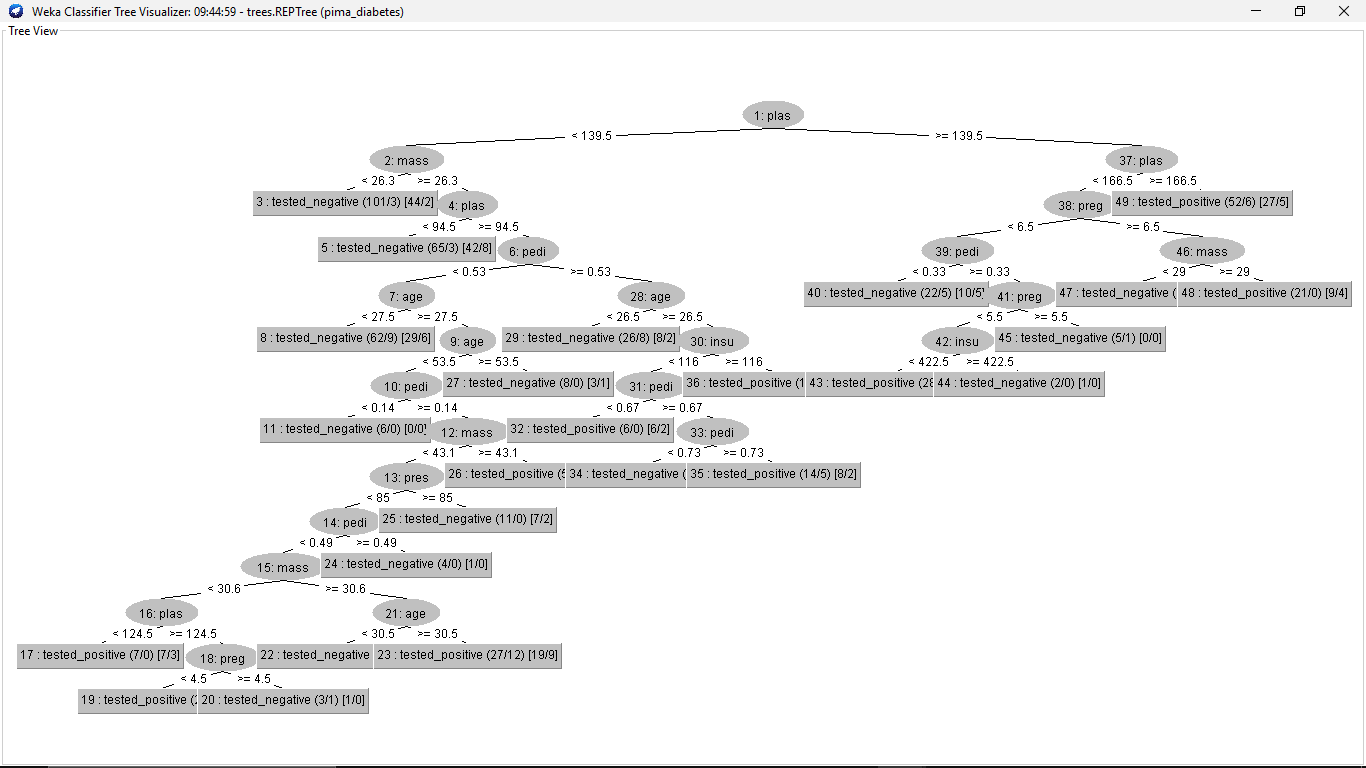 Weka Classifier Tree Visualizer: 09:44:59 - trees.REPTree (pima_diabetes)
Tree View
1: plas
< 139.5 >= 139.5
2: mass 37: plas
< 26.3 >= 26.3 < 166.5 >= 166.5
3 : tested_negative (101/3) [44/2] 4: plas 38: preg 49 : tested_positive (52/6) [27/5]
< 94.5 >= 94.5 < 6.5 >= 6.5
5 : tested_negative (65/3) [42/8] 6: pedi 39: pedi 46: mass
< 0.53 >= 0.53 < 0.33 >= 0.33 < 29 >= 29
7: age 28: age 40 : tested_negative (22/5) [10/5] 41: preg 47 : tested_negative ( 48 : tested_positive (21/0) [9/4]
< 27.5 >= 27.5 < 26.5 >= 26.5 < 5.5 >= 5.5
8 : tested_negative (62/9) [29/6] 9: age 29 : tested_negative (26/8) [8/2] 30: insu 42: insu 45 : tested_negative (5/1) [0/0]
< 53.5 >= 53.5 < 116 >= 116 < 422.5 >= 422.5
10: pedi 27 : tested_negative (8/0) [3/1] 31: pedi 36 : tested_positive (1 43 : tested_positive (28 44 : tested_negative (2/0) [1/0]
< 0.14 >= 0.14 < 0.67 >= 0.67
11 : tested_negative (6/0) [0/0] 12: mass 32 : tested_positive (6/0) [6/2] 33: pedi
< 43.1 >= 43.1 < 0.73 >= 0.73
13: pres 26 : tested_positive (5 34 : tested_negative ( 35 : tested_positive (14/5) [8/2]
< 85 >= 85
14: pedi 25 : tested_negative (11/0) [7/2]
< 0.49 >= 0.49
15: mass 24 : tested_negative (4/0) [1/0]
< 30.6 >= 30.6
16: plas 21: age
< 124.5 >= 124.5 < 30.5 >= 30.5
17 : tested_positive (7/0) [7/3] 18: preg 22 : tested_negative 23 : tested_positive (27/12) [19/9]
< 4.5 >= 4.5
19 : tested_positive (2 20 : tested_negative (3/1) [1/0]